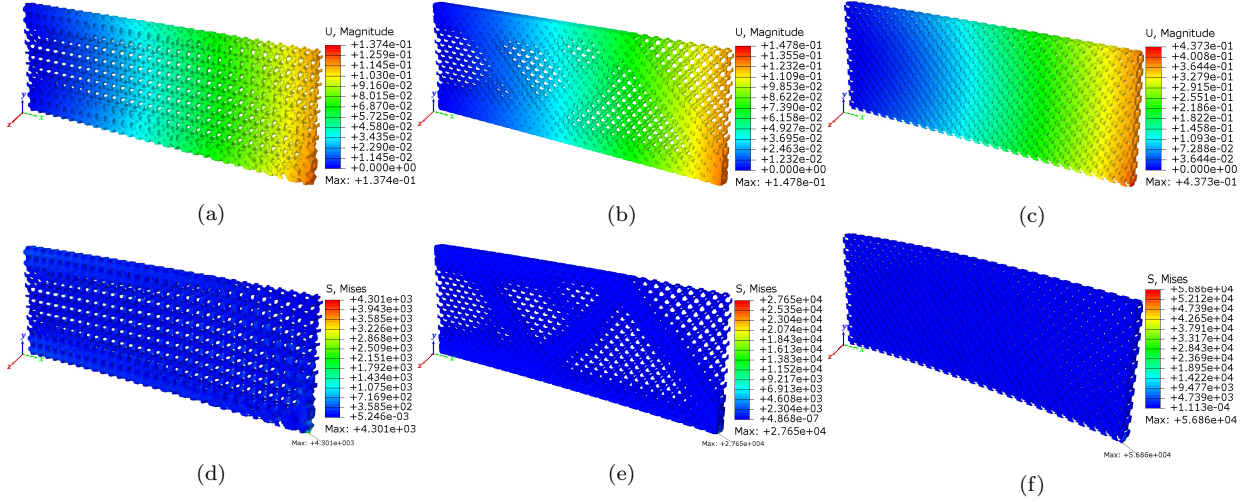 U, Magnitude
+1.374e-01
+1.259e-01
+1.145e-01
+1.030e-01
+9.160e-02
+8.015e-02
+6.870e-02
+5.725e-02
+4.580e-02
+3.435e-02
+2.290e-02
+1.145e-02
+0.000e+00
Max: +1.374e-01
y
z
x
(a)
U, Magnitude
+1.478e-01
+1.355e-01
+1.232e-01
+1.109e-01
+9.853e-02
+8.622e-02
+7.390e-02
+6.158e-02
+4.927e-02
+3.695e-02
+2.463e-02
+1.232e-02
+0.000e+00
Max: +1.478e-01
y
z
x
(b)
U, Magnitude
+4.373e-01
+4.008e-01
+3.644e-01
+3.279e-01
+2.915e-01
+2.551e-01
+2.186e-01
+1.822e-01
+1.458e-01
+1.093e-01
+7.288e-02
+3.644e-02
+0.000e+00
Max: +4.373e-01
y
z
x
(c)
S, Mises
+4.301e+03
+3.943e+03
+3.585e+03
+3.226e+03
+2.868e+03
+2.509e+03
+2.151e+03
+1.792e+03
+1.434e+03
+1.075e+03
+7.169e+02
+3.585e+02
+5.246e-03
Max: +4.301e+03
Max: +4.301e+003
y
z
x
(d)
S, Mises
+2.765e+04
+2.535e+04
+2.304e+04
+2.074e+04
+1.843e+04
+1.613e+04
+1.383e+04
+1.152e+04
+9.217e+03
+6.913e+03
+4.608e+03
+2.304e+03
+4.868e-07
Max: +2.765e+04
Max: +2.765e+004
y
z
x
(e)
S, Mises
+5.686e+04
+5.212e+04
+4.739e+04
+4.265e+04
+3.791e+04
+3.317e+04
+2.843e+04
+2.369e+04
+1.895e+04
+1.422e+04
+9.477e+03
+4.739e+03
+1.113e-04
Max: +5.686e+04
Max: +5.686e+004
y
z
x
(f)